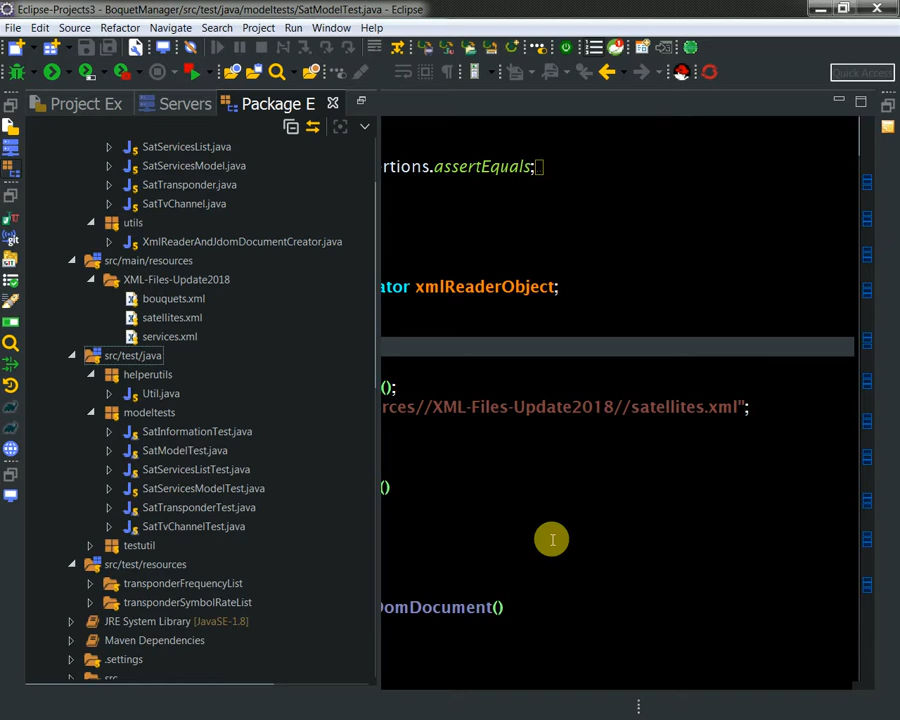 Eclipse-Projects3 - BoquetManager/src/test/java/modeltests/SatModelTest.java - Eclipse
File Edit Source Refactor Navigate Search Project Run Window Help
Quick Access
Project Ex Servers Package E
SatServicesList.java
SatServicesModel.java
SatTransponder.java
SatTvChannel.java
utils
XmlReaderAndJdomDocumentCreator.java
src/main/resources
XML-Files-Update2018
bouquets.xml
satellites.xml
services.xml
src/test/java
helperutils
Util.java
modeltests
SatInformationTest.java
SatModelTest.java
SatServicesListTest.java
SatServicesModelTest.java
SatTransponderTest.java
SatTvChannelTest.java
testutil
src/test/resources
transponderFrequencyList
transponderSymbolRateList
JRE System Library [JavaSE-1.8]
Maven Dependencies
.settings
src
rtions.assertEquals;
ator xmlReaderObject;
();
rces//XML-Files-Update2018//satellites.xml";
()
DomDocument()